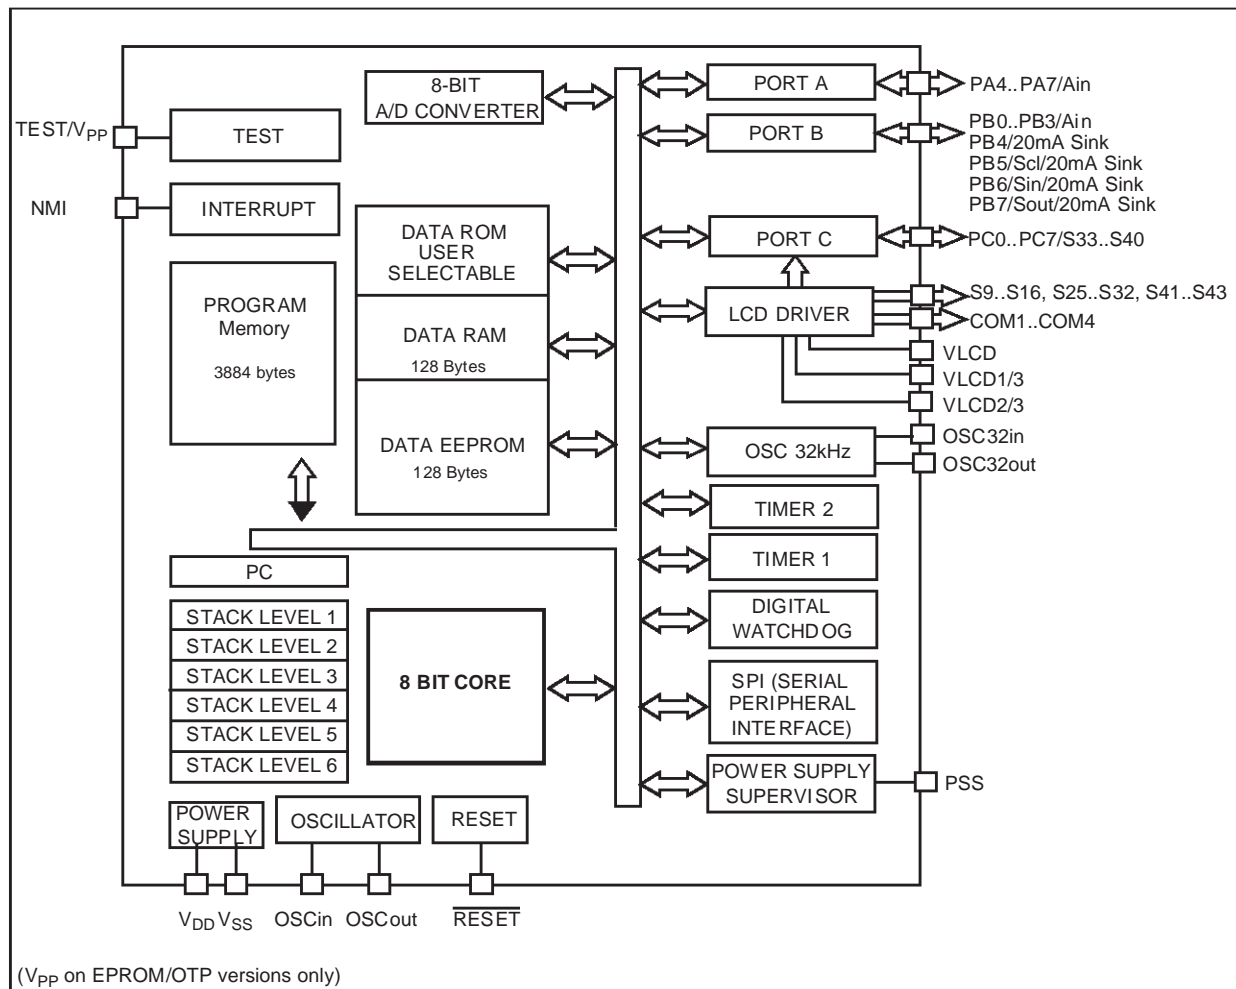 8-BIT
A/D CONVERTER
PORT A
PA4..PA7/Ain
TEST/VPP
TEST
PORT B
PB0..PB3/Ain
PB4/20mA Sink
PB5/Scl/20mA Sink
PB6/Sin/20mA Sink
PB7/Sout/20mA Sink
NMI
INTERRUPT
DATA ROM
USER
SELECTABLE
PORT C
PC0..PC7/S33..S40
PROGRAM
Memory
3884 bytes
DATA RAM
128 Bytes
LCD DRIVER
S9..S16, S25..S32, S41..S43
COM1..COM4
VLCD
VLCD1/3
VLCD2/3
DATA EEPROM
128 Bytes
OSC 32kHz
OSC32in
OSC32out
TIMER 2
TIMER 1
PC
STACK LEVEL 1
STACK LEVEL 2
STACK LEVEL 3
STACK LEVEL 4
STACK LEVEL 5
STACK LEVEL 6
8 BIT CORE
DIGITAL
WATCHDOG
SPI (SERIAL
PERIPHERAL
INTERFACE)
POWER SUPPLY
SUPERVISOR
PSS
POWER
SUPPLY
OSCILLATOR
RESET
VDD VSS
OSCin
OSCout
RESET
(VPP on EPROM/OTP versions only)